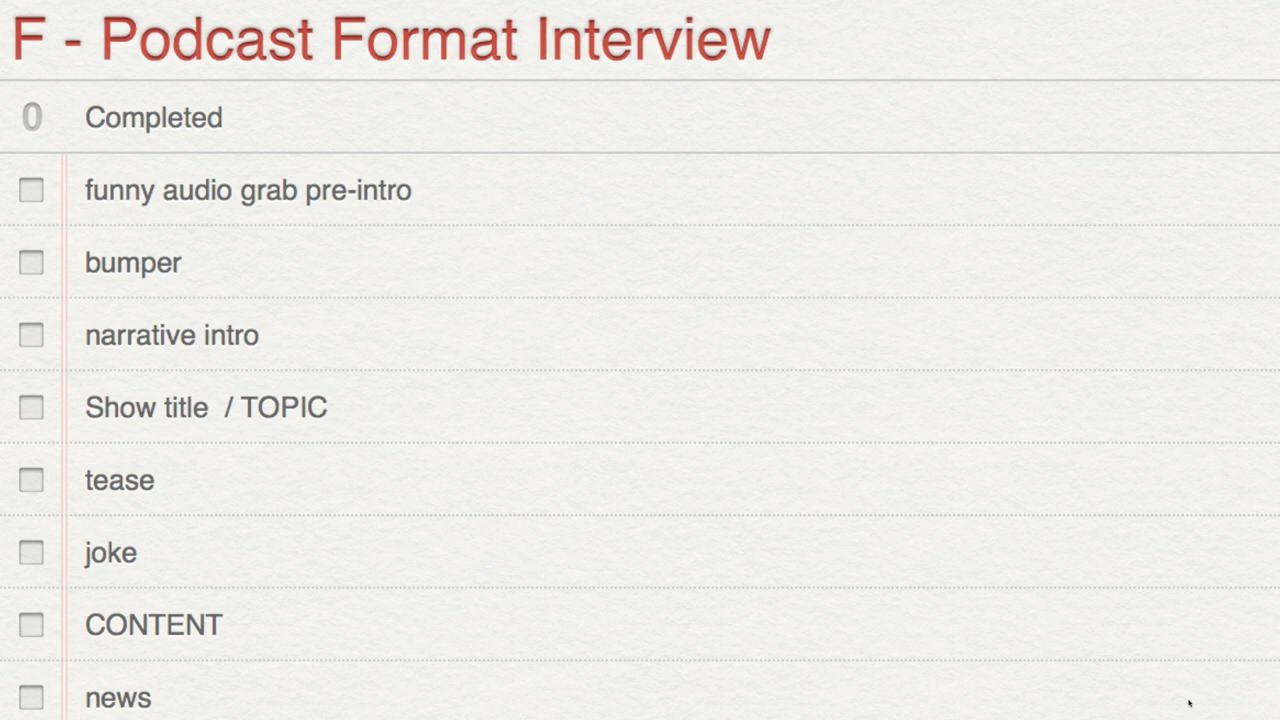 F - Podcast Format Interview
0 Completed
funny audio grab pre-intro
bumper
narrative intro
Show title  / TOPIC
tease
joke
CONTENT
news